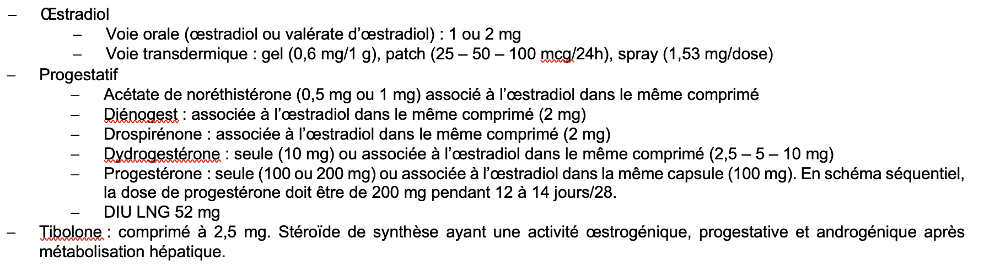 – Œstradiol
– Voie orale (œstradiol ou valérate d’œstradiol) : 1 ou 2 mg
– Voie transdermique : gel (0,6 mg/1 g), patch (25 – 50 – 100 mcg/24h), spray (1,53 mg/dose)
– Progestatif
– Acétate de noréthistérone (0,5 mg ou 1 mg) associé à l’œstradiol dans le même comprimé
– Diénogest : associée à l’œstradiol dans le même comprimé (2 mg)
– Drospirénone : associée à l’œstradiol dans le même comprimé (2 mg)
– Dydrogestérone : seule (10 mg) ou associée à l’œstradiol dans le même comprimé (2,5 – 5 – 10 mg)
– Progestérone : seule (100 ou 200 mg) ou associée à l’œstradiol dans la même capsule (100 mg). En schéma séquentiel,
la dose de progestérone doit être de 200 mg pendant 12 à 14 jours/28.
– DIU LNG 52 mg
– Tibolone : comprimé à 2,5 mg. Stéroïde de synthèse ayant une activité œstrogénique, progestative et androgénique après
métabolisation hépatique.